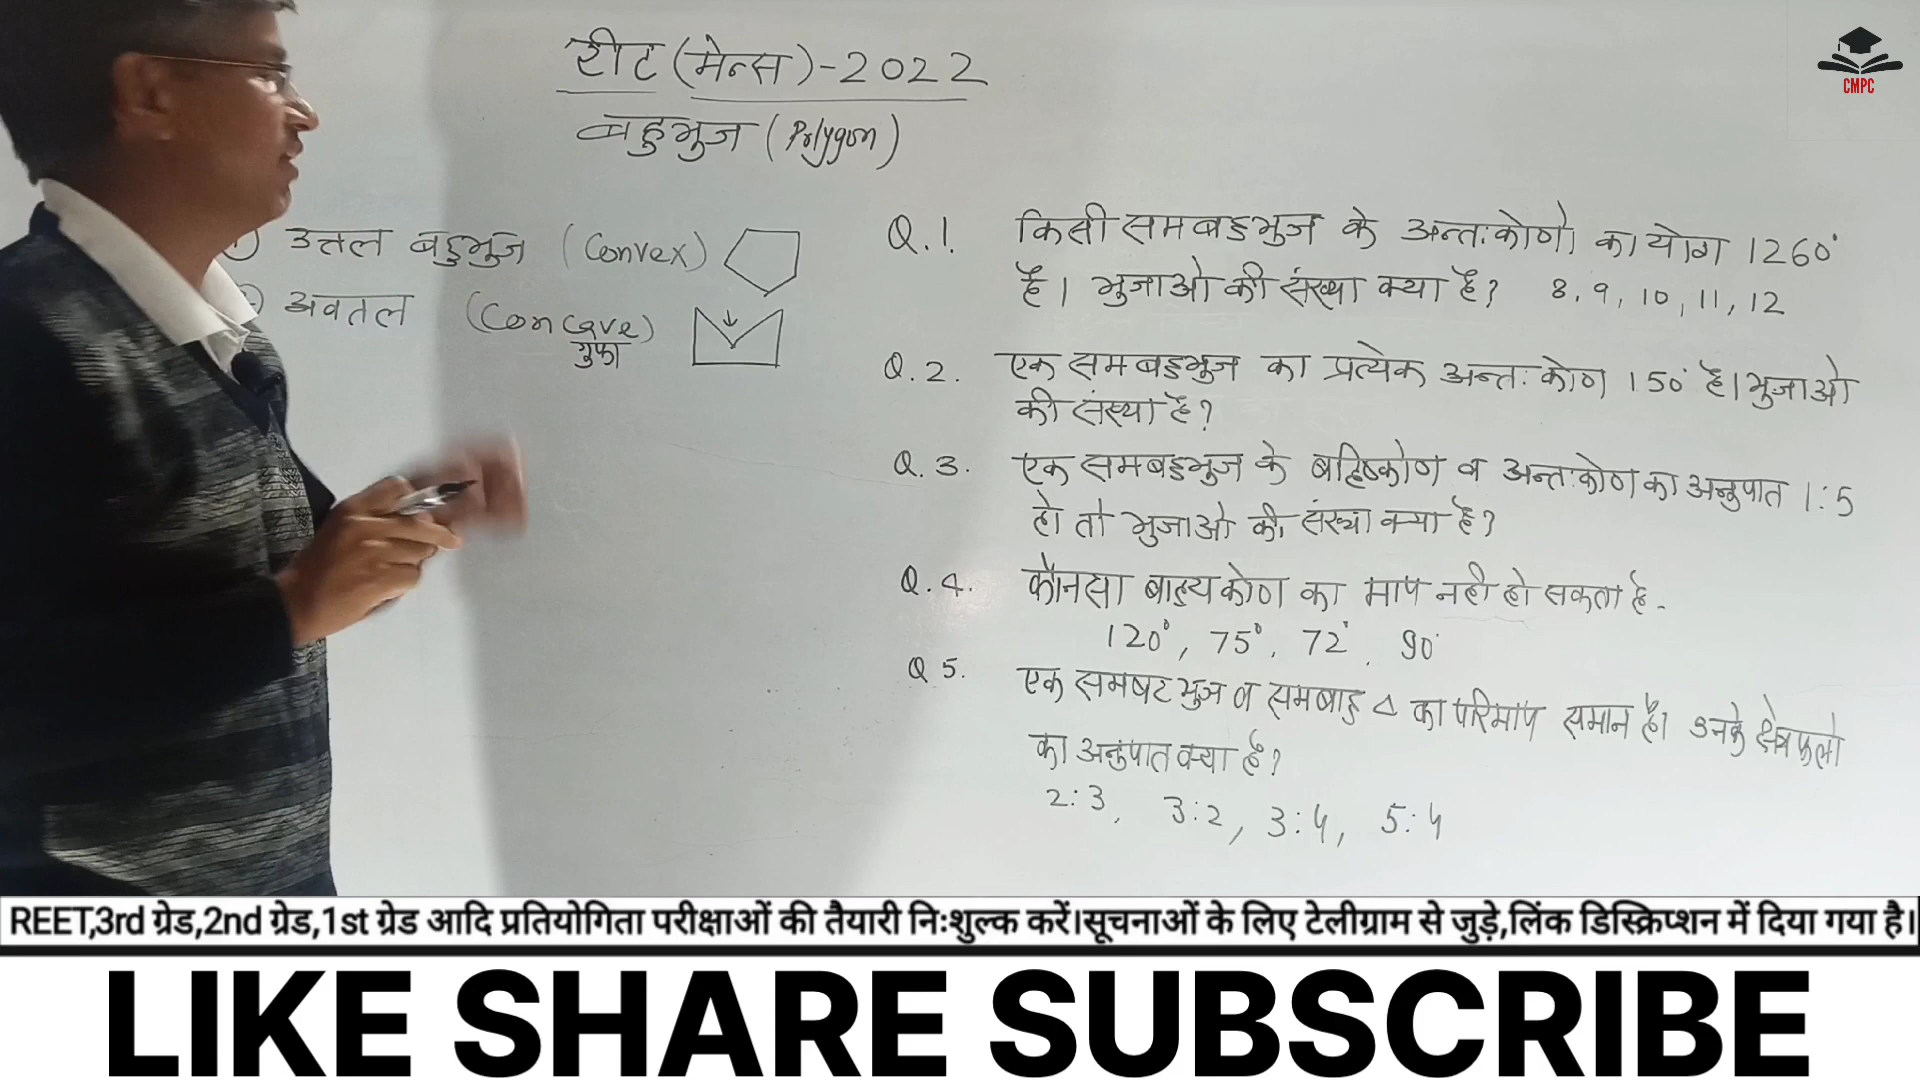 रीट (मेन्स) - 2022
बहुभुज (Polygon)
CMPC
उत्तल बहुभुज (Convex)
अवतल (Concave)
गुफा
Q.1. किसी समबहुभुज के अन्तःकोणों का योग 1260°
है। भुजाओं की संख्या क्या है? 8, 9, 10, 11, 12
Q.2. एक समबहुभुज का प्रत्येक अन्तःकोण 150° है। भुजाओं
की संख्या है?
Q.3. एक समबहुभुज के बहिष्कोण व अन्तःकोण का अनुपात 1:5
हो तो भुजाओं की संख्या क्या है?
Q.4. कौनसा बाह्यकोण का माप नहीं हो सकता है-
120°, 75°, 72°, 90°
Q 5. एक समषटभुज व समबाहु Δ का परिमाप समान है। उनके क्षेत्रफलो
का अनुपात क्या है?
2:3, 3:2, 3:4, 5:4
REET,3rd ग्रेड,2nd ग्रेड,1st ग्रेड आदि प्रतियोगिता परीक्षाओं की तैयारी निःशुल्क करें।सूचनाओं के लिए टेलीग्राम से जुड़े,लिंक डिस्क्रिप्शन में दिया गया है।
LIKE SHARE SUBSCRIBE